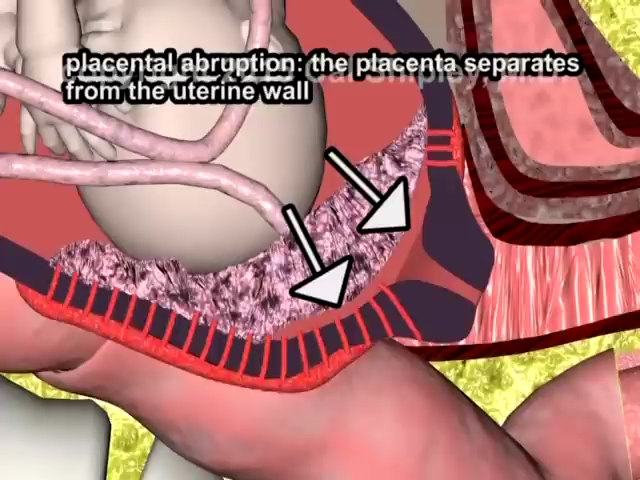 placental abruption: the placenta separates
from the uterine wall